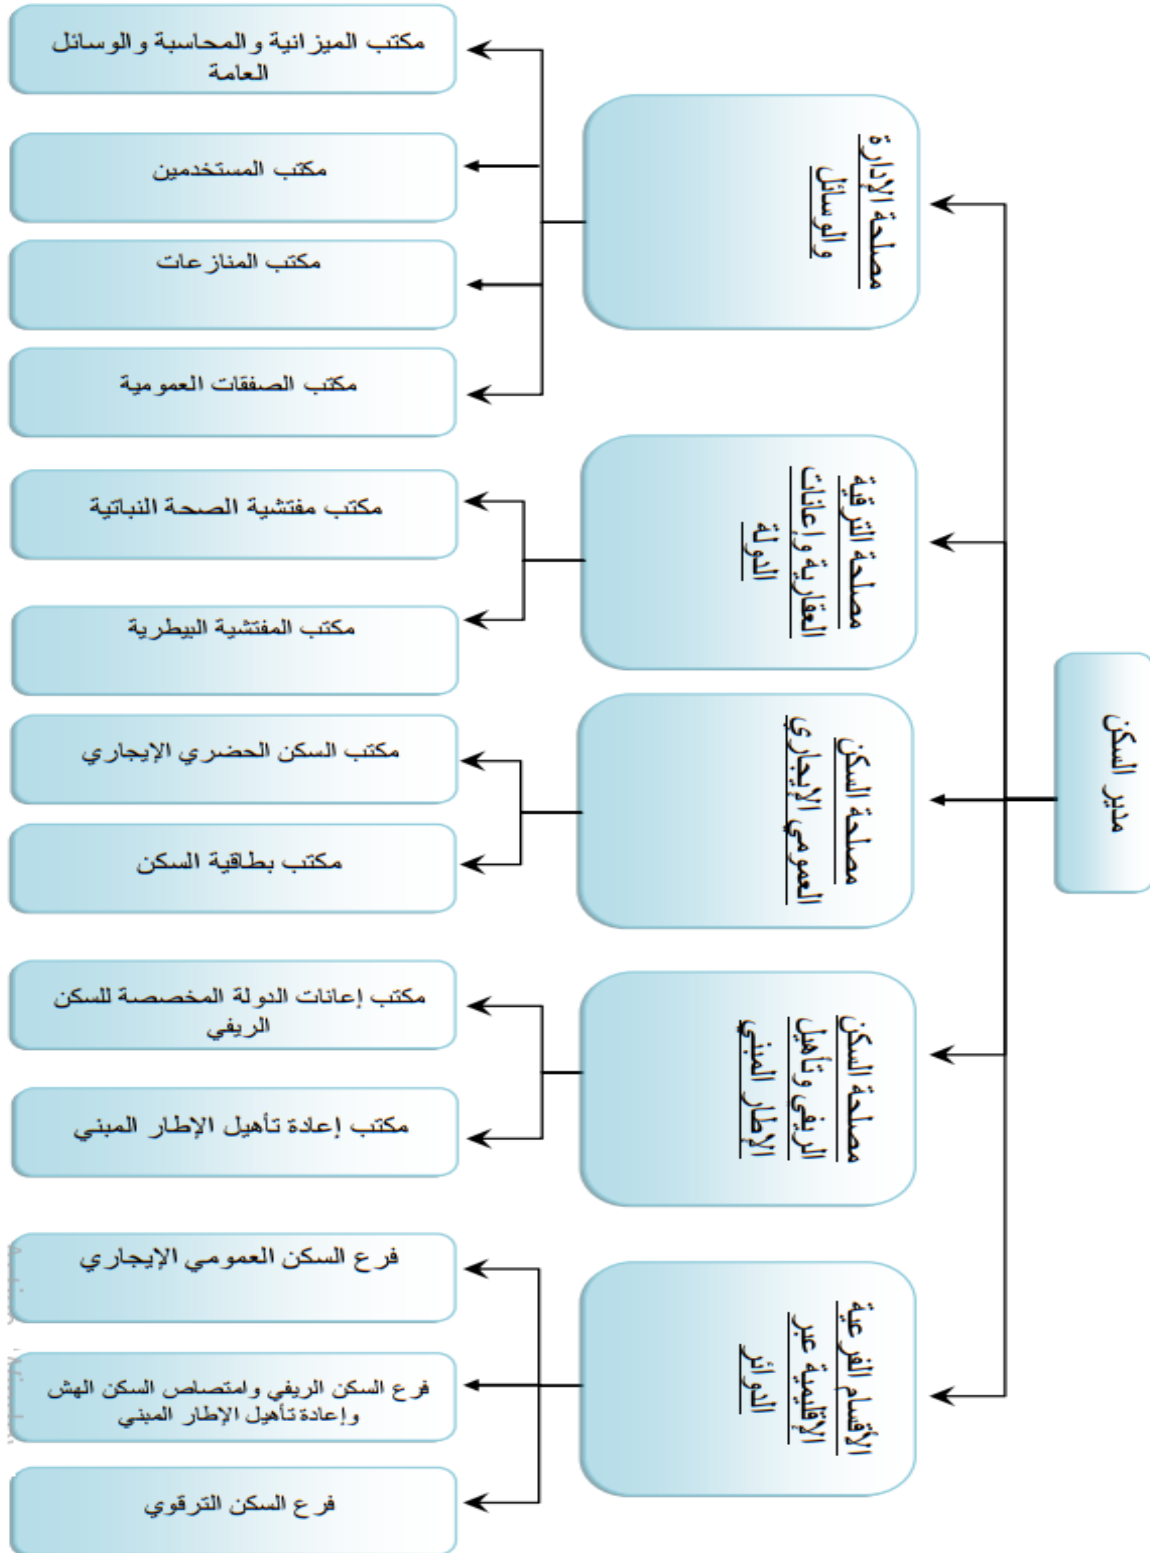 مدير السكن
مصلحة الإدارة
والوسائل
مكتب الميزانية والمحاسبة والوسائل
العامة
مكتب المستخدمين
مكتب المنازعات
مكتب الصفقات العمومية
مصلحة الترقية
العقارية وإعانات
الدولة
مكتب مفتشية الصحة النباتية
مكتب المفتشية البيطرية
مصلحة السكن
العمومي الإيجاري
مكتب السكن الحضري الإيجاري
مكتب بطاقية السكن
مصلحة السكن
الريفي وتأهيل
الإطار المبني
مكتب إعانات الدولة المخصصة للسكن
الريفي
مكتب إعادة تأهيل الإطار المبني
الأقسام الفرعية
الإقليمية عبر
الدوائر
فرع السكن العمومي الإيجاري
فرع السكن الريفي وامتصاص السكن الهش
وإعادة تأهيل الإطار المبني
فرع السكن الترقوي